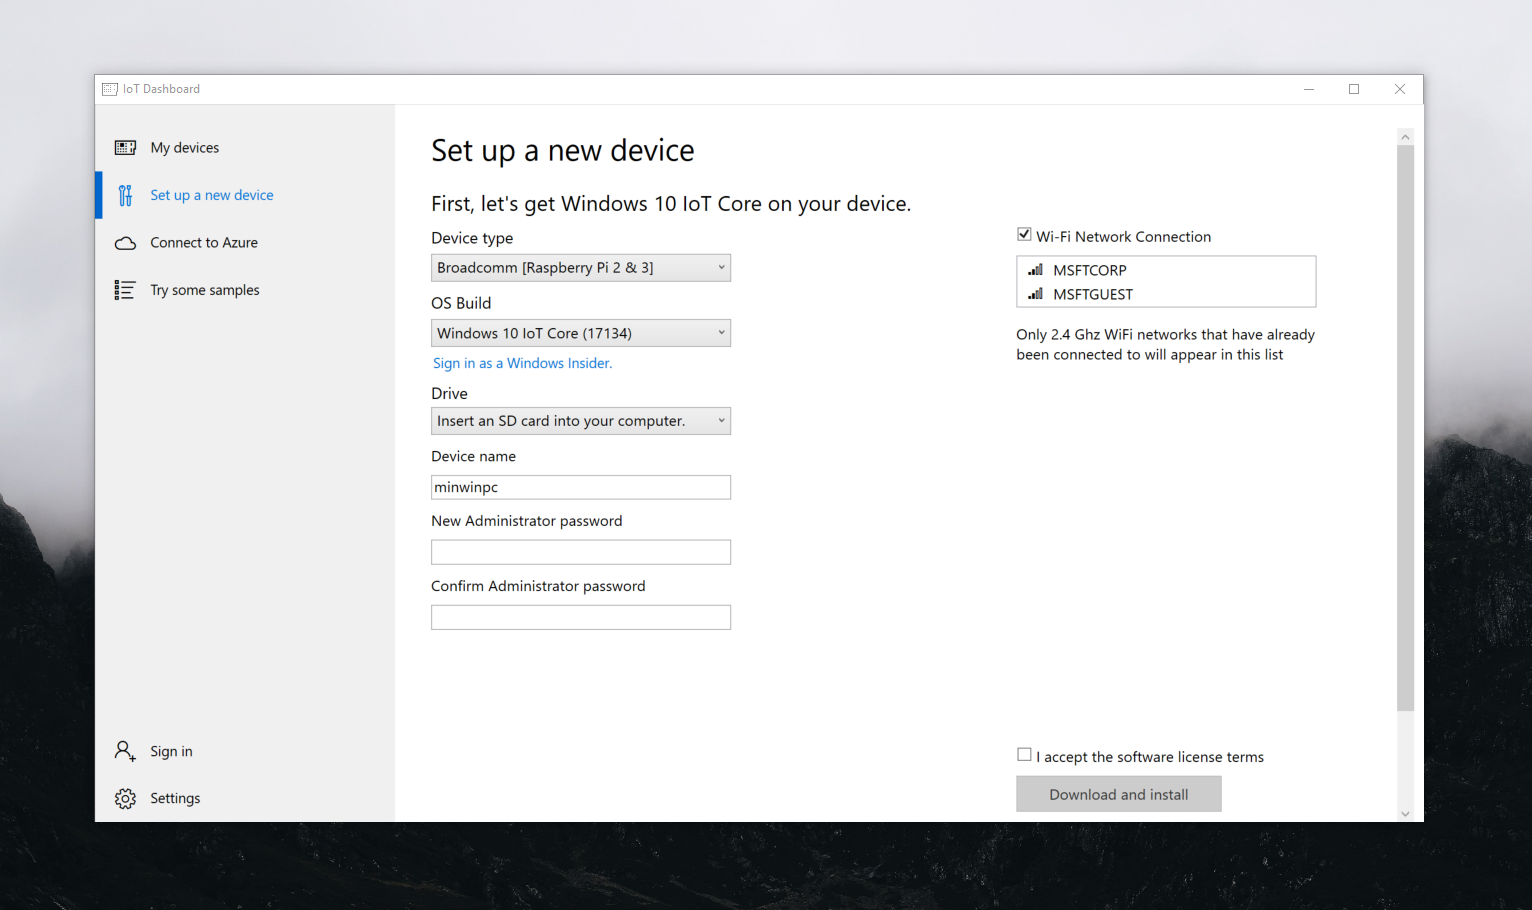 IoT Dashboard
My devices
Set up a new device
Connect to Azure
Try some samples
Sign in
Settings
Set up a new device
First, let's get Windows 10 IoT Core on your device.
Device type
Broadcomm [Raspberry Pi 2 & 3]
OS Build
Windows 10 IoT Core (17134)
Sign in as a Windows Insider.
Drive
Insert an SD card into your computer.
Device name
minwinpc
New Administrator password
Confirm Administrator password
Wi-Fi Network Connection
MSFTCORP
MSFTGUEST
Only 2.4 Ghz WiFi networks that have already
been connected to will appear in this list
I accept the software license terms
Download and install